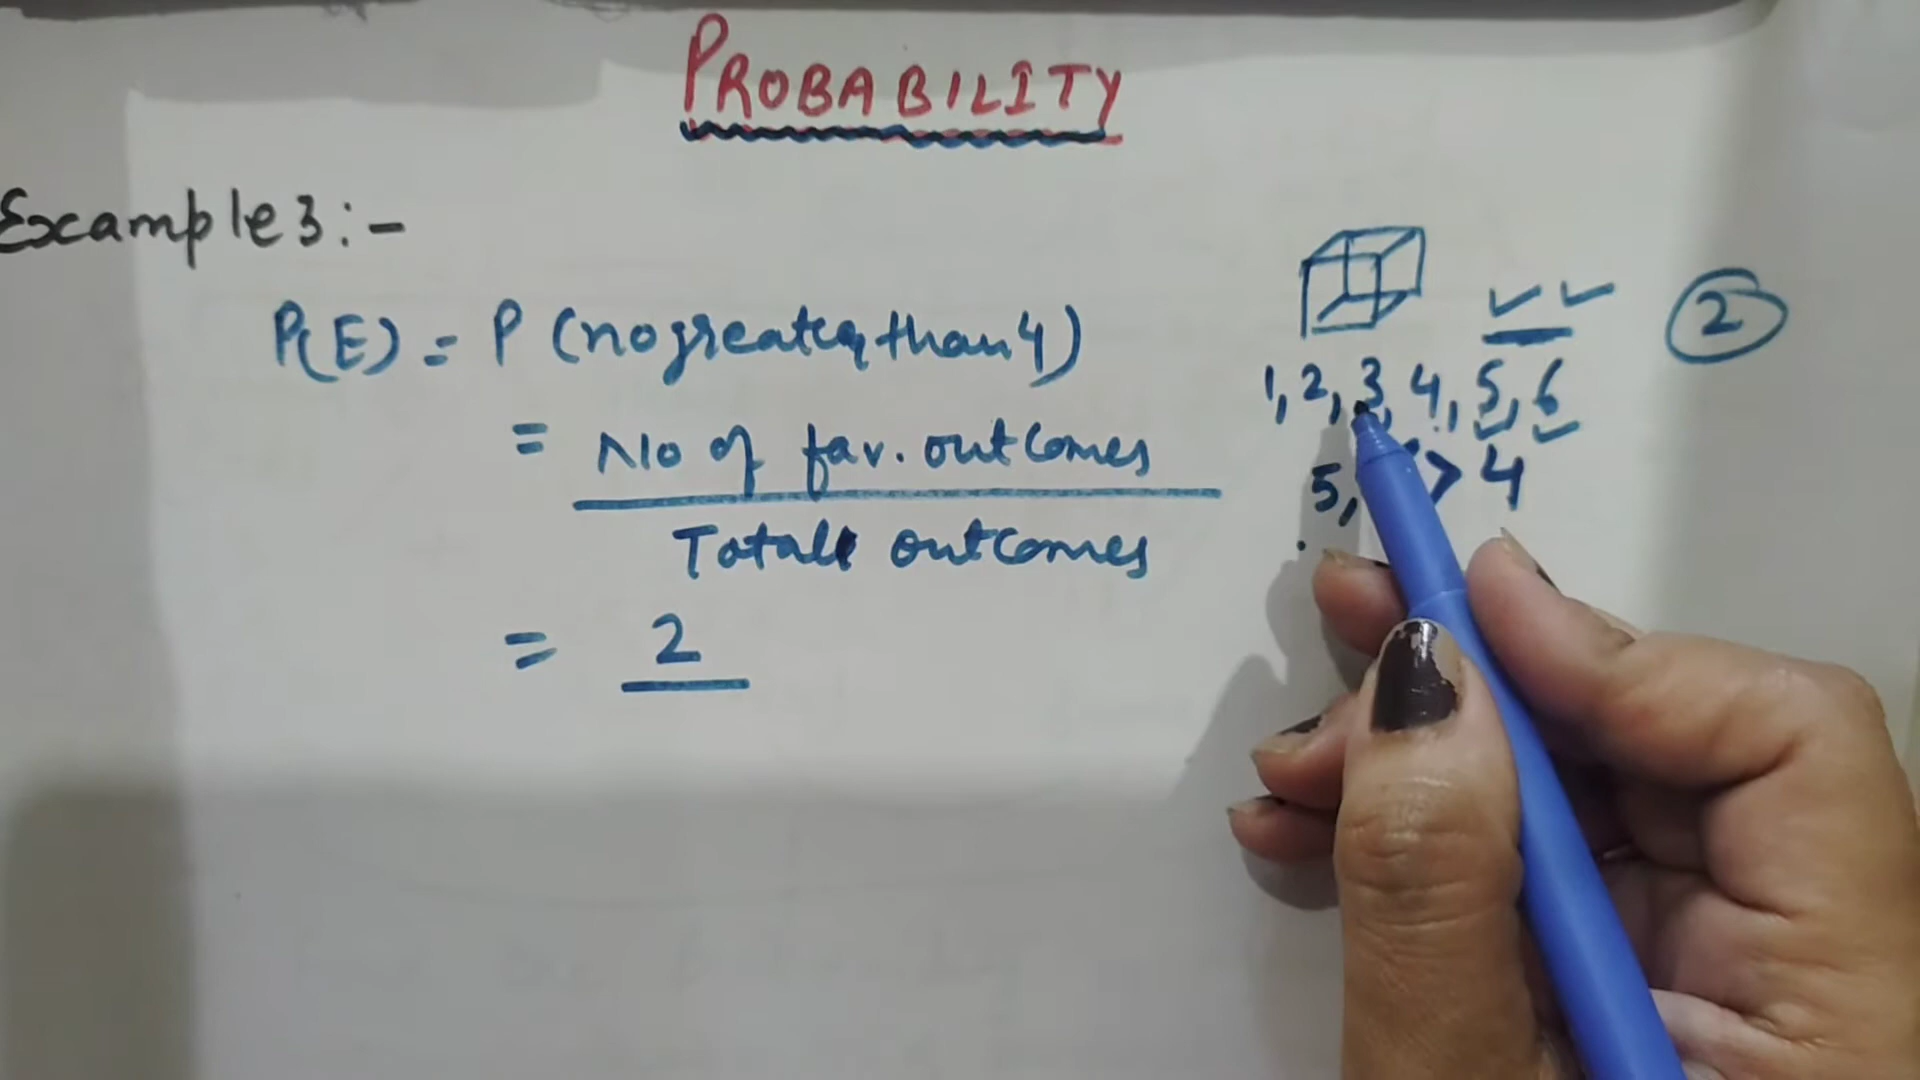 PROBABILITY
Example 3:-
P(E) = P (no greater than 4)
= No of fav. outcomes
Total outcomes
= 2
2
1, 2, 3, 4, 5, 6
5, > 4